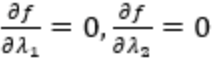 ∂f/∂λ₁ = 0, ∂f/∂λ₂ = 0